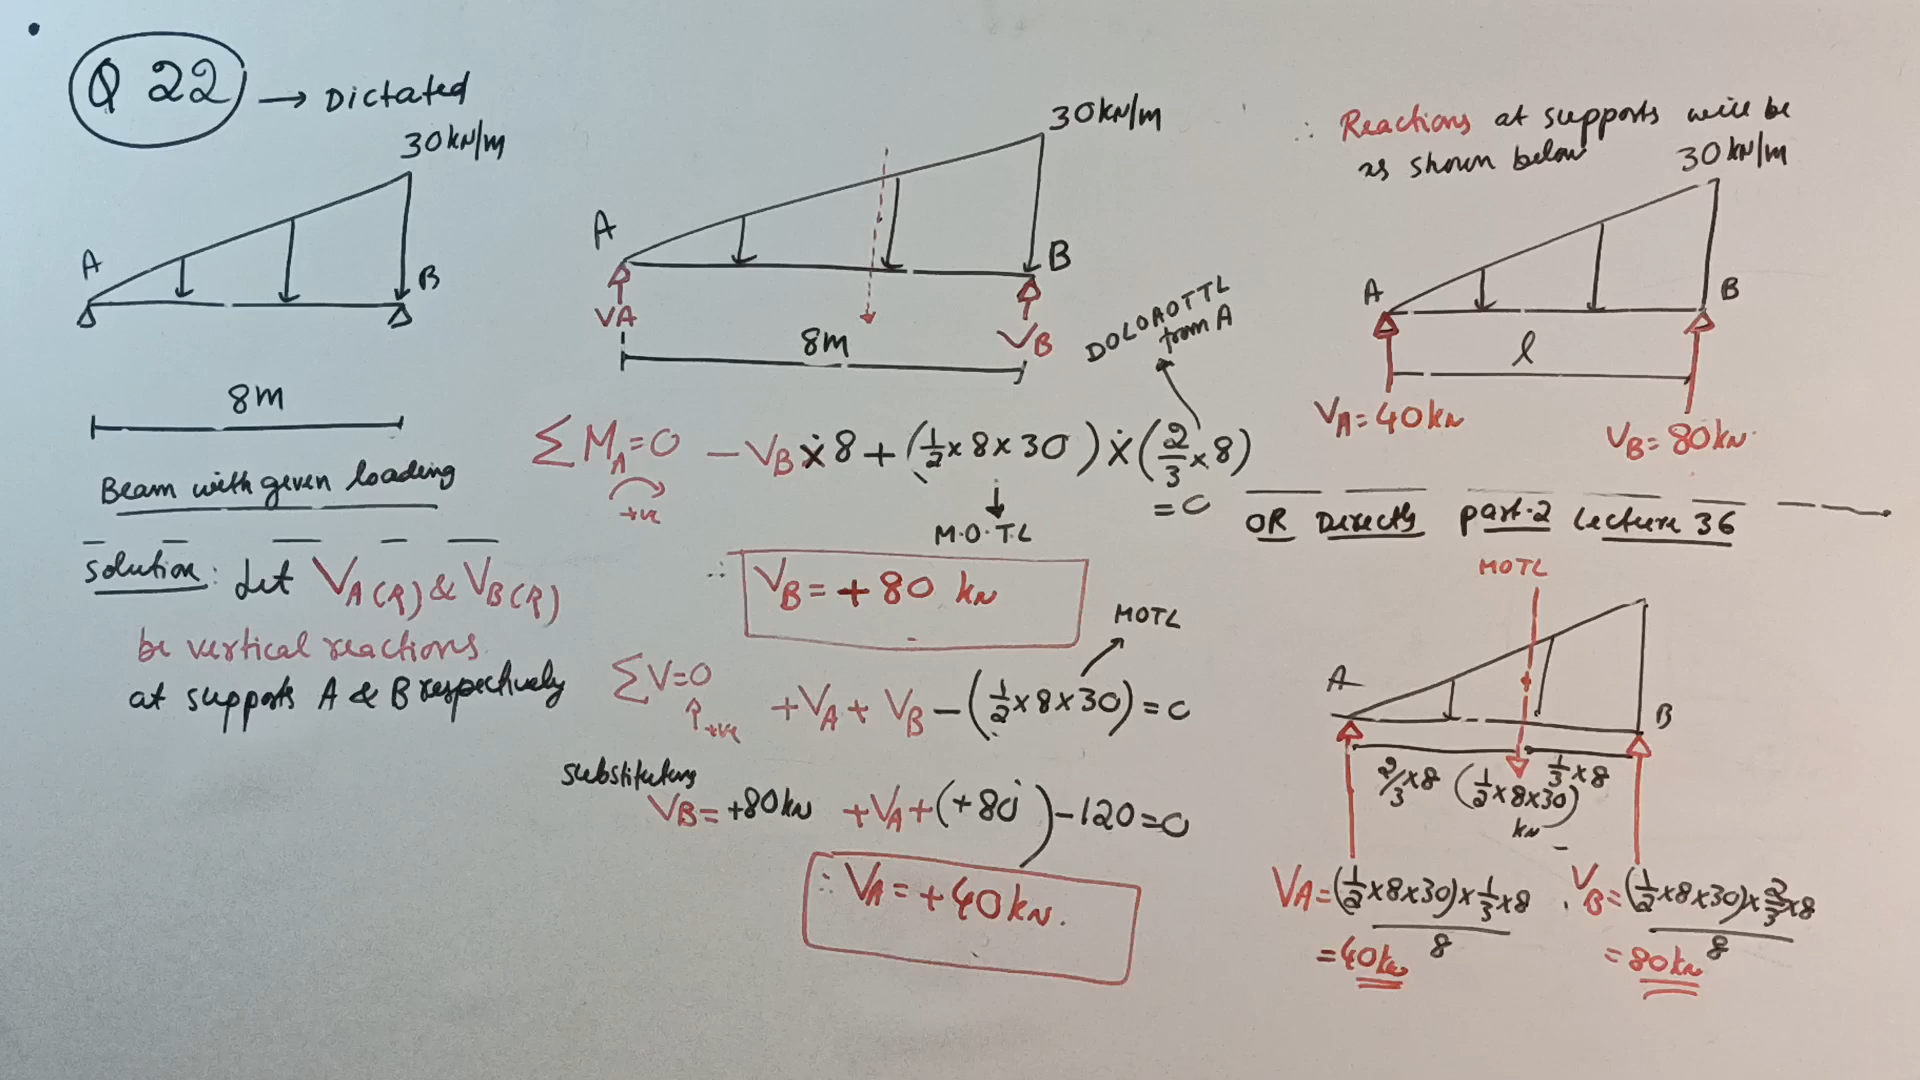 Q 22 → Dictated
30kN/m
A
B
8m
Beam with given loading
Solution: Let VA(R) & VB(R)
be vertical reactions
at supports A & B respectively
30kN/m
A
B
VA
VB
8m
DOLOAOTTL
from A
ΣMA=0 - VB × 8 + (1/2 × 8 × 30) × (2/3 × 8)
+ve
= 0
M.O.T.L
∴ VB = +80 kN
MOTL
ΣV=0 +VA + VB - (1/2 × 8 × 30) = 0
+ve
substituting
VB = +80kN +VA + (+80) - 120 = 0
∴ VA = +40kN.
∴ Reactions at supports will be
as shown below
30kN/m
A
B
l
VA = 40kN
VB = 80kN
OR Directly part-2 Lecture 36
MOTL
A
B
2/3 × 8 (1/2 × 8 × 30) 1/3 × 8
kN
VA = (1/2 × 8 × 30) × 1/3 × 8 / 8
= 40kN
VB = (1/2 × 8 × 30) × 2/3 × 8 / 8
= 80kN